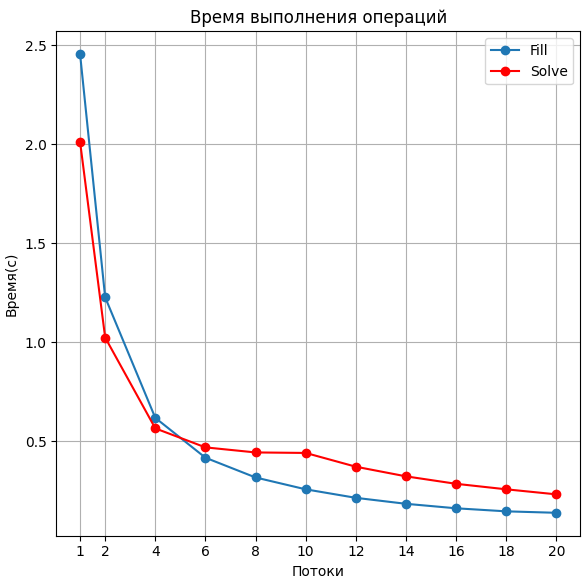 Время выполнения операций
Fill
Solve
Время(с)
2.5
2.0
1.5
1.0
0.5
1 2 4 6 8 10 12 14 16 18 20
Потоки